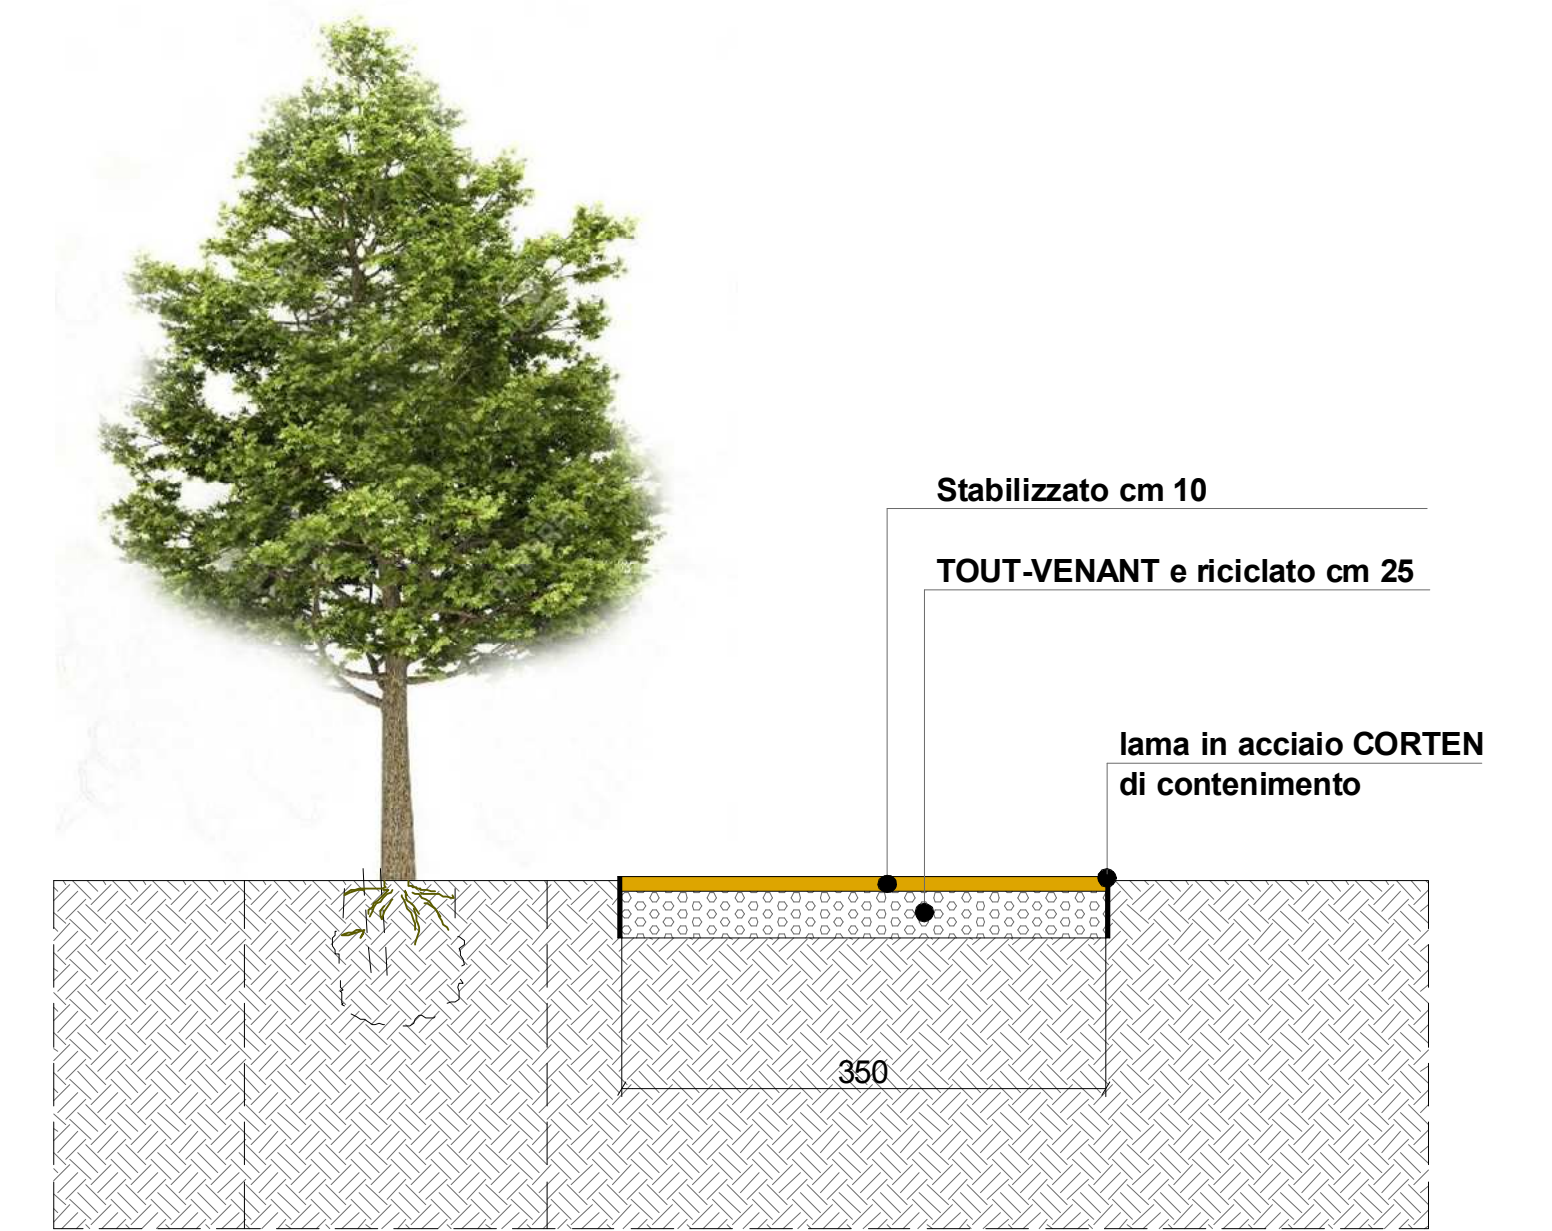 Stabilizzato cm 10
TOUT-VENANT e riciclato cm 25
lama in acciaio CORTEN
di contenimento
350